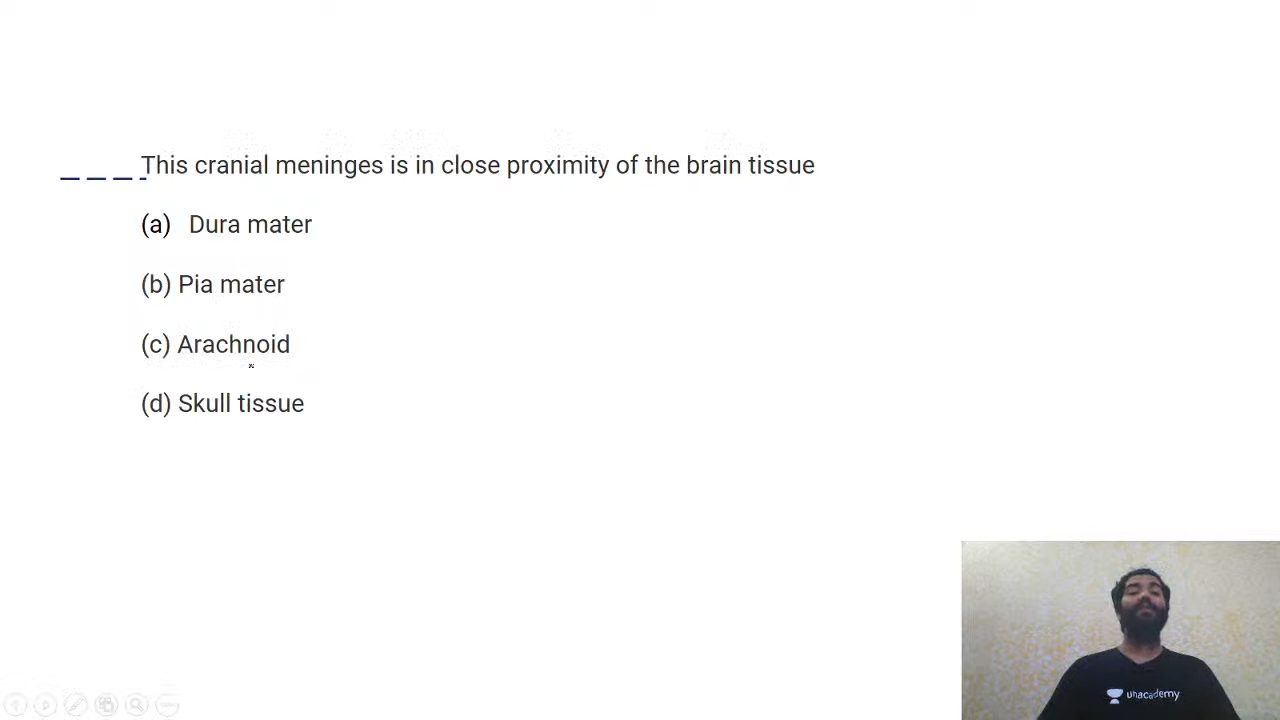 This cranial meninges is in close proximity of the brain tissue
(a) Dura mater
(b) Pia mater
(c) Arachnoid
(d) Skull tissue
unacademy